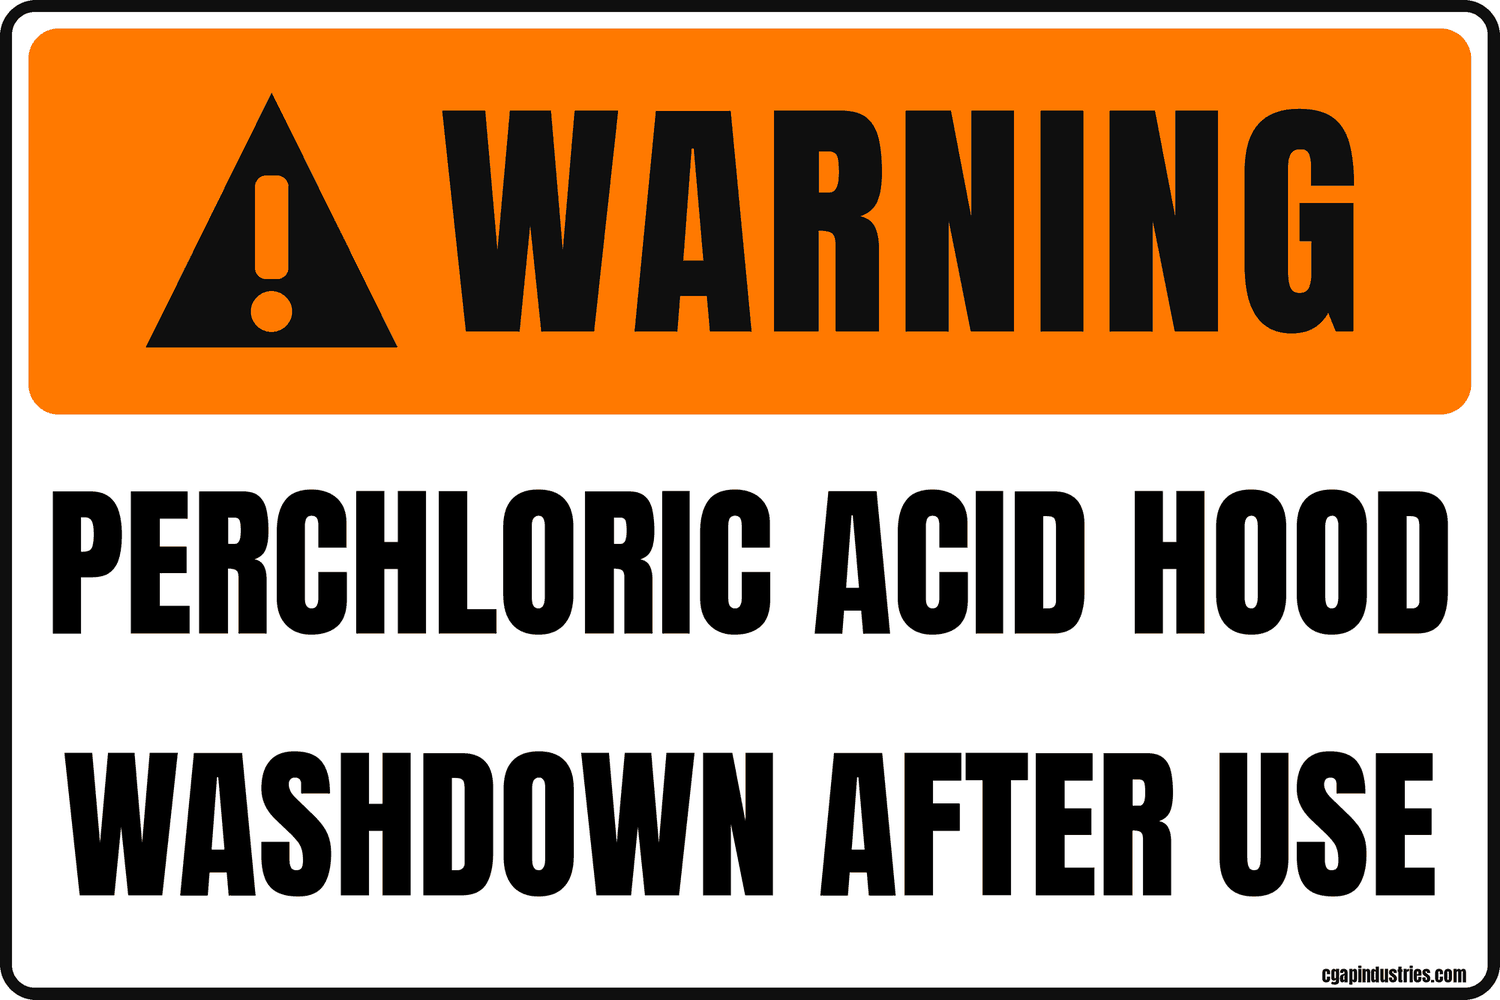 WARNING
PERCHLORIC ACID HOOD
WASHDOWN AFTER USE
cgapindustries.com